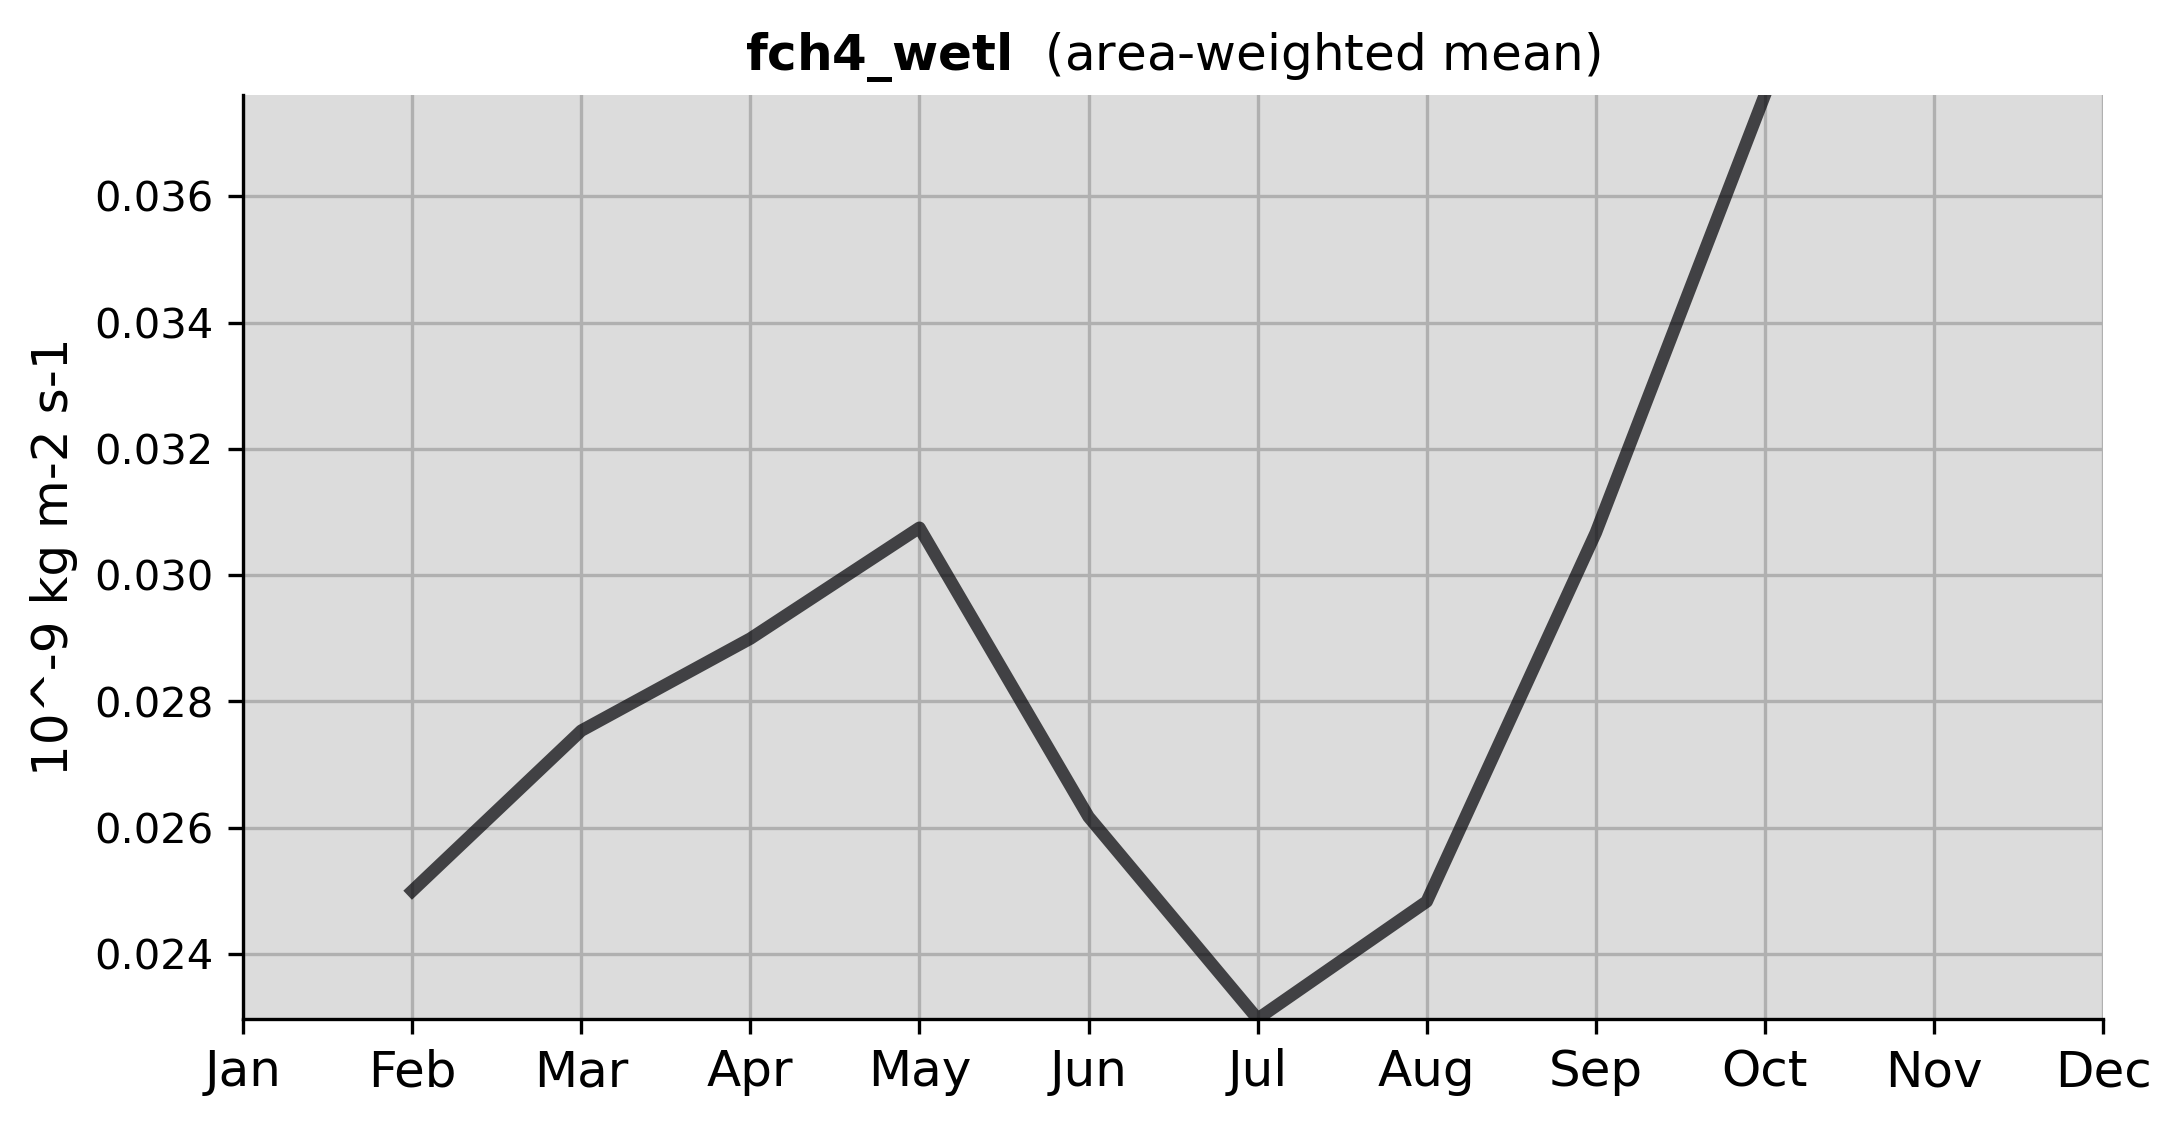 fch4_wetl (area-weighted mean)
10^-9 kg m-2 s-1
0.036
0.034
0.032
0.030
0.028
0.026
0.024
Jan Feb Mar Apr May Jun Jul Aug Sep Oct Nov Dec